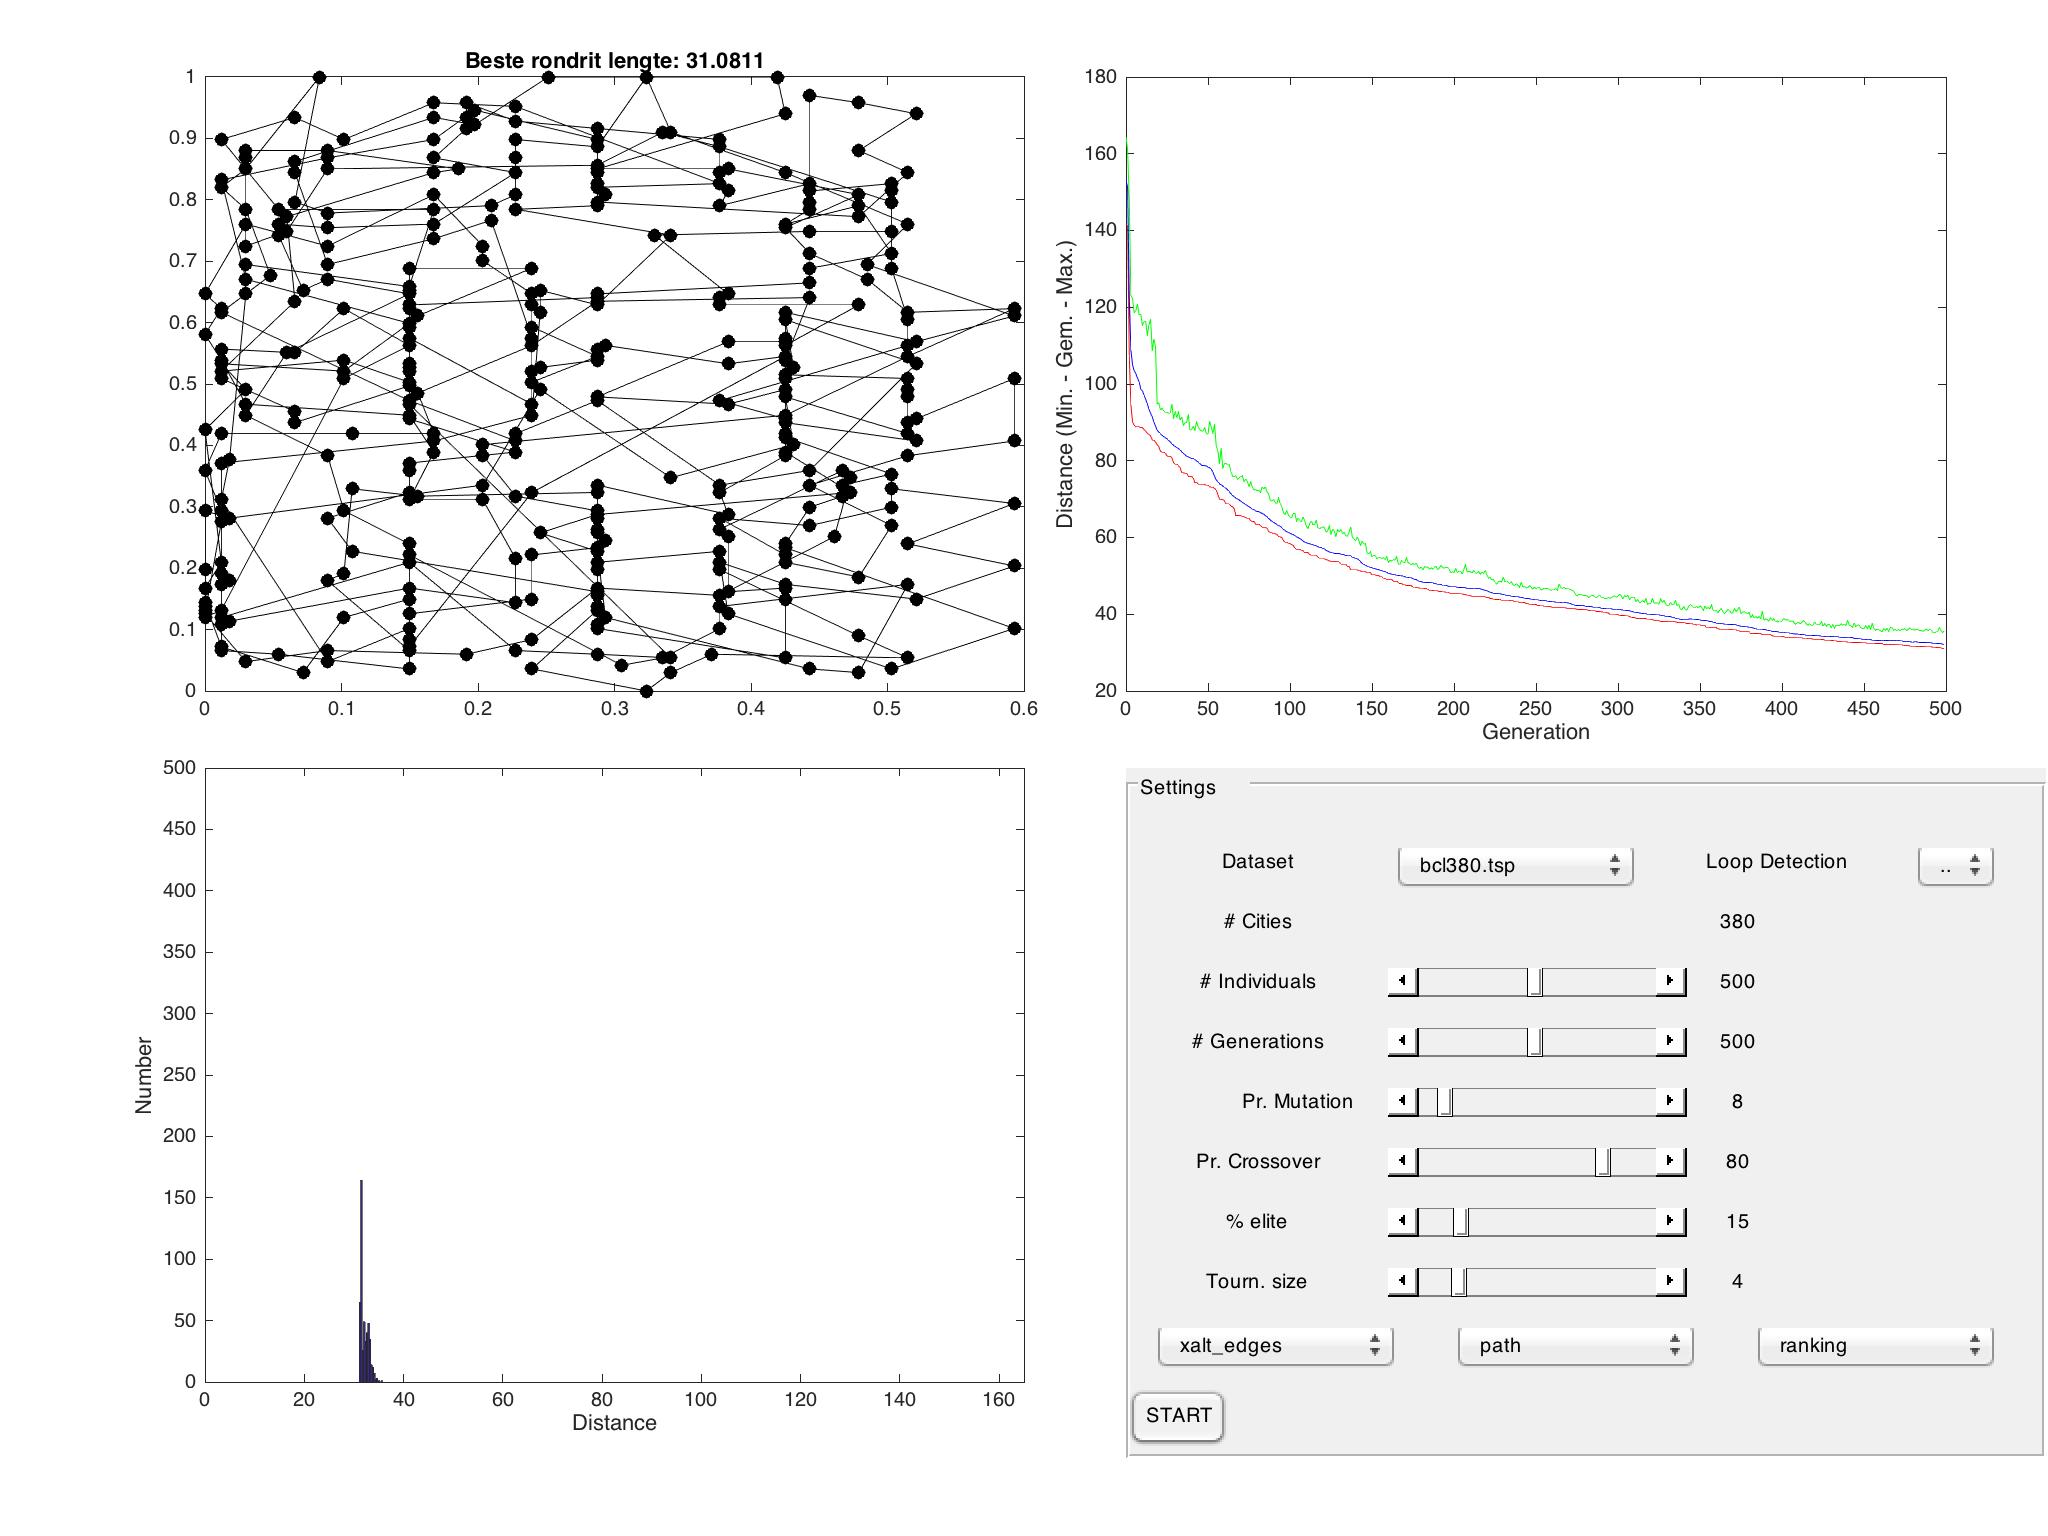 Beste rondrit lengte: 31.0811
1
0.9
0.8
0.7
0.6
0.5
0.4
0.3
0.2
0.1
0
0 0.1 0.2 0.3 0.4 0.5 0.6
Distance (Min. - Gem. - Max.)
180
160
140
120
100
80
60
40
20
0 50 100 150 200 250 300 350 400 450 500
Generation
Number
500
450
400
350
300
250
200
150
100
50
0
0 20 40 60 80 100 120 140 160
Distance
Settings
Dataset bcl380.tsp Loop Detection ..
# Cities 380
# Individuals 500
# Generations 500
Pr. Mutation 8
Pr. Crossover 80
% elite 15
Tourn. size 4
xalt_edges path ranking
START